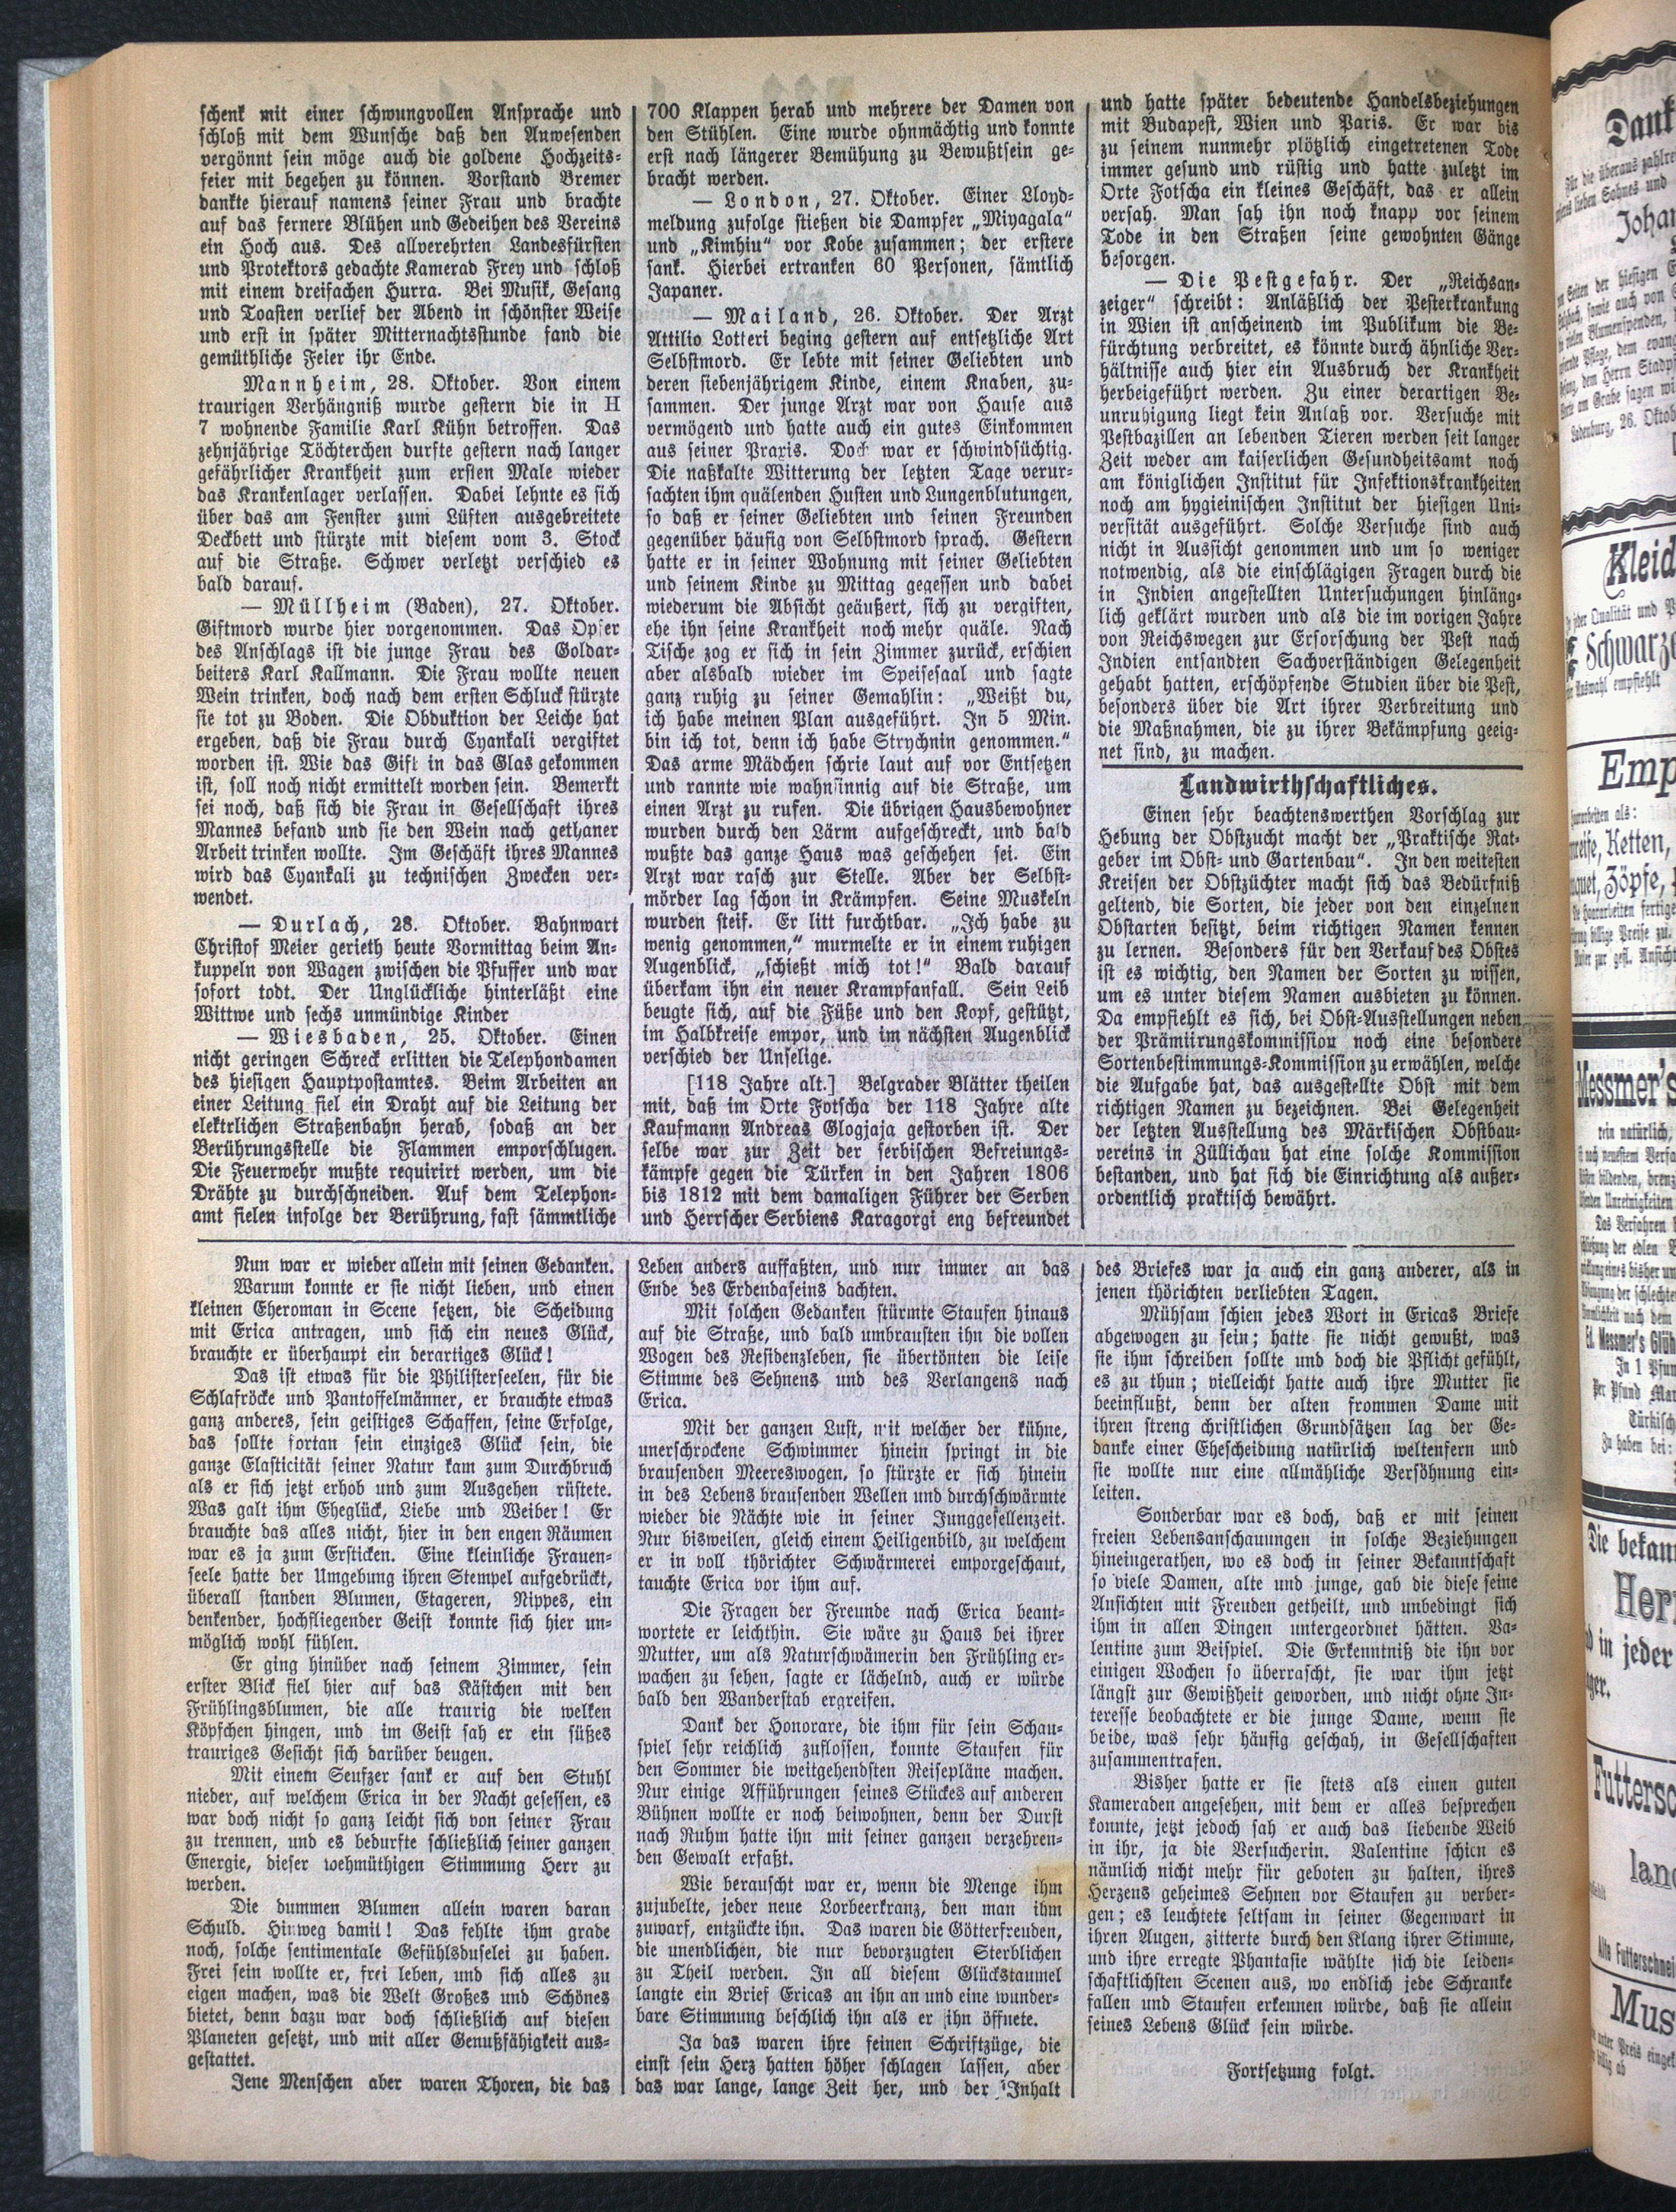 schenk mit einer schwungvollen Ansprache und
schloß mit dem Wunsche daß den Anwesenden
vergönnt sein möge auch die goldene Hochzeits-
feier mit begehen zu können. Vorstand Bremer
dankte hierauf namens seiner Frau und brachte
auf das fernere Blühen und Gedeihen des Vereins
ein Hoch aus. Des allverehrten Landesfürsten
und Protektors gedachte Kamerad Frey und schloß
mit einem dreifachen Hurra. Bei Musik, Gesang
und Toasten verlief der Abend in schönster Weise
und erst in später Mitternachtsstunde fand die
gemüthliche Feier ihr Ende.
Mannheim, 28. Oktober. Von einem
traurigen Verhängniß wurde gestern die in H
7 wohnende Familie Karl Kühn betroffen. Das
zehnjährige Töchterchen durfte gestern nach langer
gefährlicher Krankheit zum ersten Male wieder
das Krankenlager verlassen. Dabei lehnte es sich
über das am Fenster zum Lüften ausgebreitete
Deckbett und stürzte mit diesem vom 3. Stock
auf die Straße. Schwer verletzt verschied es
bald darauf.
— Müllheim (Baden), 27. Oktober.
Giftmord wurde hier vorgenommen. Das Opfer
des Anschlags ist die junge Frau des Goldar-
beiters Karl Kallmann. Die Frau wollte neuen
Wein trinken, doch nach dem ersten Schluck stürzte
sie tot zu Boden. Die Obduktion der Leiche hat
ergeben, daß die Frau durch Cyankali vergiftet
worden ist. Wie das Gift in das Glas gekommen
ist, soll noch nicht ermittelt worden sein. Bemerkt
sei noch, daß sich die Frau in Gesellschaft ihres
Mannes befand und sie den Wein nach gethaner
Arbeit trinken wollte. Im Geschäft ihres Mannes
wird das Cyankali zu technischen Zwecken ver-
wendet.
— Durlach, 28. Oktober. Bahnwart
Christof Meier gerieth heute Vormittag beim An-
kuppeln von Wagen zwischen die Pfuffer und war
sofort todt. Der Unglückliche hinterläßt eine
Wittwe und sechs unmündige Kinder
— Wiesbaden, 25. Oktober. Einen
nicht geringen Schreck erlitten die Telephondamen
des hiesigen Hauptpostamtes. Beim Arbeiten an
einer Leitung fiel ein Draht auf die Leitung der
elektrlichen Straßenbahn herab, sodaß an der
Berührungsstelle die Flammen emporschlugen.
Die Feuerwehr mußte requirirt werden, um die
Drähte zu durchschneiden. Auf dem Telephon-
amt fielen infolge der Berührung, fast sämmtliche
700 Klappen herab und mehrere der Damen von
den Stühlen. Eine wurde ohnmächtig und konnte
erst nach längerer Bemühung zu Bewußtsein ge-
bracht werden.
— London, 27. Oktober. Einer Lloyd-
meldung zufolge stießen die Dampfer „Miyagala“
und „Kimhiu“ vor Kobe zusammen; der erstere
sank. Hierbei ertranken 60 Personen, sämtlich
Japaner.
— Mailand, 26. Oktober. Der Arzt
Attilio Lotteri beging gestern auf entsetzliche Art
Selbstmord. Er lebte mit seiner Geliebten und
deren siebenjährigem Kinde, einem Knaben, zu-
sammen. Der junge Arzt war von Hause aus
vermögend und hatte auch ein gutes Einkommen
aus seiner Praxis. Doch war er schwindsüchtig.
Die naßkalte Witterung der letzten Tage verur-
sachten ihm quälenden Husten und Lungenblutungen,
so daß er seiner Geliebten und seinen Freunden
gegenüber häufig von Selbstmord sprach. Gestern
hatte er in seiner Wohnung mit seiner Geliebten
und seinem Kinde zu Mittag gegessen und dabei
wiederum die Absicht geäußert, sich zu vergiften,
ehe ihn seine Krankheit noch mehr quäle. Nach
Tische zog er sich in sein Zimmer zurück, erschien
aber alsbald wieder im Speisesaal und sagte
ganz ruhig zu seiner Gemahlin: „Weißt du,
ich habe meinen Plan ausgeführt. In 5 Min.
bin ich tot, denn ich habe Strychnin genommen.“
Das arme Mädchen schrie laut auf vor Entsetzen
und rannte wie wahnsinnig auf die Straße, um
einen Arzt zu rufen. Die übrigen Hausbewohner
wurden durch den Lärm aufgeschreckt, und bald
wußte das ganze Haus was geschehen sei. Ein
Arzt war rasch zur Stelle. Aber der Selbst-
mörder lag schon in Krämpfen. Seine Muskeln
wurden steif. Er litt furchtbar. „Ich habe zu
wenig genommen,“ murmelte er in einem ruhigen
Augenblick, „schießt mich tot!“ Bald darauf
überkam ihn ein neuer Krampfanfall. Sein Leib
beugte sich, auf die Füße und den Kopf, gestützt,
im Halbkreise empor, und im nächsten Augenblick
verschied der Unselige.
[118 Jahre alt.] Belgrader Blätter theilen
mit, daß im Orte Fotscha der 118 Jahre alte
Kaufmann Andreas Glogjaja gestorben ist. Der
selbe war zur Zeit der serbischen Befreiungs-
kämpfe gegen die Türken in den Jahren 1806
bis 1812 mit dem damaligen Führer der Serben
und Herrscher Serbiens Karagorgi eng befreundet
und hatte später bedeutende Handelsbeziehungen
mit Budapest, Wien und Paris. Er war bis
zu seinem nunmehr plötzlich eingetretenen Tode
immer gesund und rüstig und hatte zuletzt im
Orte Fotscha ein kleines Geschäft, das er allein
versah. Man sah ihn noch knapp vor seinem
Tode in den Straßen seine gewohnten Gänge
besorgen.
— Die Pestgefahr. Der „Reichsan-
zeiger“ schreibt: Anläßlich der Pesterkrankung
in Wien ist anscheinend im Publikum die Be-
fürchtung verbreitet, es könnte durch ähnliche Ver-
hältnisse auch hier ein Ausbruch der Krankheit
herbeigeführt werden. Zu einer derartigen Be-
unruhigung liegt kein Anlaß vor. Versuche mit
Pestbazillen an lebenden Tieren werden seit langer
Zeit weder am kaiserlichen Gesundheitsamt noch
am königlichen Institut für Infektionskrankheiten
noch am hygieinischen Institut der hiesigen Uni-
versität ausgeführt. Solche Versuche sind auch
nicht in Aussicht genommen und um so weniger
notwendig, als die einschlägigen Fragen durch die
in Indien angestellten Untersuchungen hinläng-
lich geklärt wurden und als die im vorigen Jahre
von Reichswegen zur Erforschung der Pest nach
Indien entsandten Sachverständigen Gelegenheit
gehabt hatten, erschöpfende Studien über die Pest,
besonders über die Art ihrer Verbreitung und
die Maßnahmen, die zu ihrer Bekämpfung geeig-
net sind, zu machen.
Landwirthschaftliches.
Einen sehr beachtenswerthen Vorschlag zur
Hebung der Obstzucht macht der „Praktische Rat-
geber im Obst- und Gartenbau“. In den weitesten
Kreisen der Obstzüchter macht sich das Bedürfniß
geltend, die Sorten, die jeder von den einzelnen
Obstarten besitzt, beim richtigen Namen kennen
zu lernen. Besonders für den Verkauf des Obstes
ist es wichtig, den Namen der Sorten zu wissen,
um es unter diesem Namen ausbieten zu können.
Da empfiehlt es sich, bei Obst-Ausstellungen neben
der Prämiirungskommission noch eine besondere
Sortenbestimmungs-Kommission zu erwählen, welche
die Aufgabe hat, das ausgestellte Obst mit dem
richtigen Namen zu bezeichnen. Bei Gelegenheit
der letzten Ausstellung des Märkischen Obstbau-
vereins in Züllichau hat eine solche Kommission
bestanden, und hat sich die Einrichtung als außer-
ordentlich praktisch bewährt.
Nun war er wieder allein mit seinen Gedanken.
Warum konnte er sie nicht lieben, und einen
kleinen Eheroman in Scene setzen, die Scheidung
mit Erica antragen, und sich ein neues Glück,
brauchte er überhaupt ein derartiges Glück!
Das ist etwas für die Philisterseelen, für die
Schlafröcke und Pantoffelmänner, er brauchte etwas
ganz anderes, sein geistiges Schaffen, seine Erfolge,
das sollte fortan sein einziges Glück sein, die
ganze Elasticität seiner Natur kam zum Durchbruch
als er sich jetzt erhob und zum Ausgehen rüstete.
Was galt ihm Eheglück, Liebe und Weiber! Er
brauchte das alles nicht, hier in den engen Räumen
war es ja zum Ersticken. Eine kleinliche Frauen-
seele hatte der Umgebung ihren Stempel aufgedrückt,
überall standen Blumen, Etageren, Nippes, ein
denkender, hochfliegender Geist konnte sich hier un-
möglich wohl fühlen.
Er ging hinüber nach seinem Zimmer, sein
erster Blick fiel hier auf das Kästchen mit den
Frühlingsblumen, die alle traurig die welken
Köpfchen hingen, und im Geist sah er ein süßes
trauriges Gesicht sich darüber beugen.
Mit einem Seufzer sank er auf den Stuhl
nieder, auf welchem Erica in der Nacht gesessen, es
war doch nicht so ganz leicht sich von seiner Frau
zu trennen, und es bedurfte schließlich seiner ganzen
Energie, dieser wehmüthigen Stimmung Herr zu
werden.
Die dummen Blumen allein waren daran
Schuld. Hinweg damit! Das fehlte ihm grade
noch, solche sentimentale Gefühlsduselei zu haben.
Frei sein wollte er, frei leben, und sich alles zu
eigen machen, was die Welt Großes und Schönes
bietet, denn dazu war doch schließlich auf diesen
Planeten gesetzt, und mit aller Genußfähigkeit aus-
gestattet.
Jene Menschen aber waren Thoren, die das
Leben anders auffaßten, und nur immer an das
Ende des Erdendaseins dachten.
Mit solchen Gedanken stürmte Staufen hinaus
auf die Straße, und bald umbrausten ihn die vollen
Wogen des Residenzleben, sie übertönten die leise
Stimme des Sehnens und des Verlangens nach
Erica.
Mit der ganzen Lust, mit welcher der kühne,
unerschrockene Schwimmer hinein springt in die
brausenden Meereswogen, so stürzte er sich hinein
in des Lebens brausenden Wellen und durchschwärmte
wieder die Nächte wie in seiner Junggesellenzeit.
Nur bisweilen, gleich einem Heiligenbild, zu welchem
er in voll thörichter Schwärmerei emporgeschaut,
tauchte Erica vor ihm auf.
Die Fragen der Freunde nach Erica beant-
wortete er leichthin. Sie wäre zu Haus bei ihrer
Mutter, um als Naturschwämerin den Frühling er-
wachen zu sehen, sagte er lächelnd, auch er würde
bald den Wanderstab ergreifen.
Dank der Honorare, die ihm für sein Schau-
spiel sehr reichlich zuflossen, konnte Staufen für
den Sommer die weitgehendsten Reisepläne machen.
Nur einige Afführungen seines Stückes auf anderen
Bühnen wollte er noch beiwohnen, denn der Durst
nach Ruhm hatte ihn mit seiner ganzen verzehren-
den Gewalt erfaßt.
Wie berauscht war er, wenn die Menge ihm
zujubelte, jeder neue Lorbeerkranz, den man ihm
zuwarf, entzückte ihn. Das waren die Götterfreuden,
die unendlichen, die nur bevorzugten Sterblichen
zu Theil werden. In all diesem Glückstaumel
langte ein Brief Ericas an ihn an und eine wunder-
bare Stimmung beschlich ihn als er ihn öffnete.
Ja das waren ihre feinen Schriftzüge, die
einst sein Herz hatten höher schlagen lassen, aber
das war lange, lange Zeit her, und der Inhalt
des Briefes war ja auch ein ganz anderer, als in
jenen thörichten verliebten Tagen.
Mühsam schien jedes Wort in Ericas Briefe
abgewogen zu sein; hatte sie nicht gewußt, was
sie ihm schreiben sollte und doch die Pflicht gefühlt,
es zu thun; vielleicht hatte auch ihre Mutter sie
beeinflußt, denn der alten frommen Dame mit
ihren streng christlichen Grundsätzen lag der Ge-
danke einer Ehescheidung natürlich weltenfern und
sie wollte nur eine allmähliche Versöhnung ein-
leiten.
Sonderbar war es doch, daß er mit seinen
freien Lebensanschauungen in solche Beziehungen
hineingerathen, wo es doch in seiner Bekanntschaft
so viele Damen, alte und junge, gab die diese seine
Ansichten mit Freuden getheilt, und unbedingt sich
ihm in allen Dingen untergeordnet hätten. Va-
lentine zum Beispiel. Die Erkenntniß die ihn vor
einigen Wochen so überrascht, sie war ihm jetzt
längst zur Gewißheit geworden, und nicht ohne In-
teresse beobachtete er die junge Dame, wenn sie
beide, was sehr häufig geschah, in Gesellschaften
zusammentrafen.
Bisher hatte er sie stets als einen guten
Kameraden angesehen, mit dem er alles besprechen
konnte, jetzt jedoch sah er auch das liebende Weib
in ihr, ja die Versucherin. Valentine schien es
nämlich nicht mehr für geboten zu halten, ihres
Herzens geheimes Sehnen vor Staufen zu verber-
gen; es leuchtete seltsam in seiner Gegenwart in
ihren Augen, zitterte durch den Klang ihrer Stimme,
und ihre erregte Phantasie wählte sich die leiden-
schaftlichsten Scenen aus, wo endlich jede Schranke
fallen und Staufen erkennen würde, daß sie allein
seines Lebens Glück sein würde.
Fortsetzung folgt.
Dank
Für die überaus zahlre
lieben Sohnes und
Joha
Ladenburg, 26. Oktob
Kleid
jeder Qualität und P
Schwarze
Auswahl empfiehlt
Emp
Haararbeiten als:
Ketten,
Zöpfe,
billige Preise zu.
Messmer's
rein natürlich,
Das Verfahren
Ed. Messmer's Glüh
In 1 Pfun
Per Pfund Mar
Türkisch
Zu haben bei:
Die bekan
Her
in jeder
Futtersc
land
Alte Futterschnei
Mus
unter Preis
billig ab